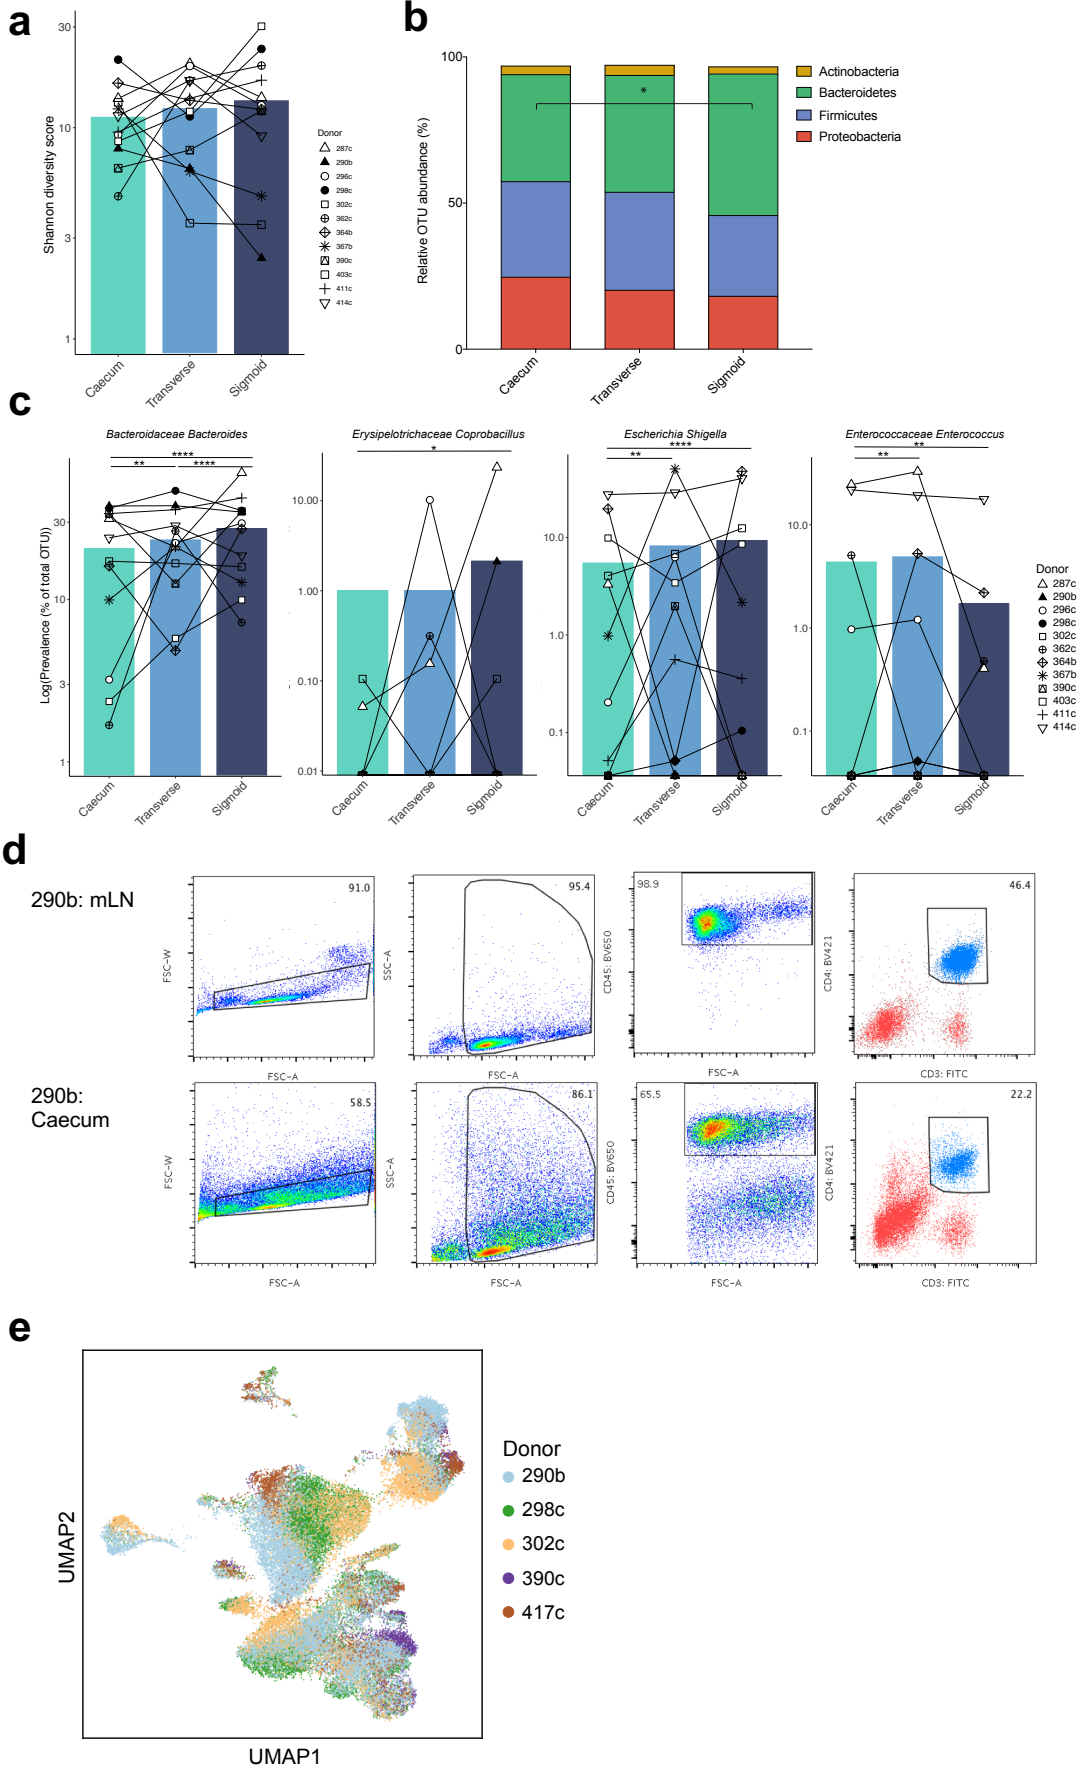 a
30
10
3
1
Shannon diversity score
Caecum
Transverse
Sigmoid
Donor
287c
290b
296c
298c
302c
362c
364b
367b
390c
403c
411c
414c
b
100
50
0
Relative OTU abundance (%)
*
Caecum
Transverse
Sigmoid
Actinobacteria
Bacteroidetes
Firmicutes
Proteobacteria
c
Log(Prevalence (% of total OTU))
Bacteroidaceae Bacteroides
****
** ****
30
10
3
1
Caecum
Transverse
Sigmoid
Erysipelotrichaceae Coprobacillus
*
10.00
1.00
0.10
0.01
Caecum
Transverse
Sigmoid
Escherichia Shigella
****
**
10.0
1.0
0.1
Caecum
Transverse
Sigmoid
Enterococcaceae Enterococcus
**
**
10.0
1.0
0.1
Caecum
Transverse
Sigmoid
Donor
287c
290b
296c
298c
302c
362c
364b
367b
390c
403c
411c
414c
d
290b: mLN
91.0
FSC-W
FSC-A
95.4
SSC-A
FSC-A
98.9
CD45: BV650
FSC-A
46.4
CD4: BV421
CD3: FITC
290b:
Caecum
58.5
FSC-W
FSC-A
86.1
SSC-A
FSC-A
65.5
CD45: BV650
FSC-A
22.2
CD4: BV421
CD3: FITC
e
UMAP2
UMAP1
Donor
290b
298c
302c
390c
417c